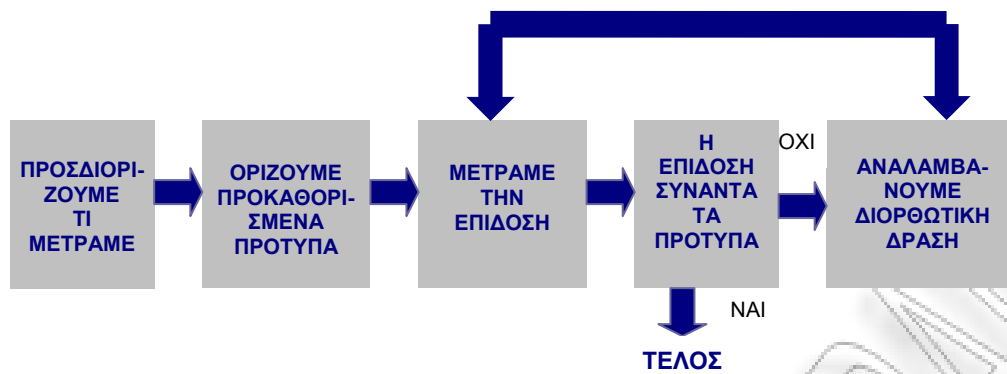 ΠΡΟΣΔΙΟΡΙ-
ΖΟΥΜΕ
ΤΙ
ΜΕΤΡΑΜΕ
ΟΡΙΖΟΥΜΕ
ΠΡΟΚΑΘΟΡΙ-
ΣΜΕΝΑ
ΠΡΟΤΥΠΑ
ΜΕΤΡΑΜΕ
ΤΗΝ
ΕΠΙΔΟΣΗ
Η
ΕΠΙΔΟΣΗ
ΣΥΝΑΝΤΑ
ΤΑ
ΠΡΟΤΥΠΑ
ΟΧΙ
ΑΝΑΛΑΜΒΑ-
ΝΟΥΜΕ
ΔΙΟΡΘΩΤΙΚΗ
ΔΡΑΣΗ
ΝΑΙ
ΤΕΛΟΣ